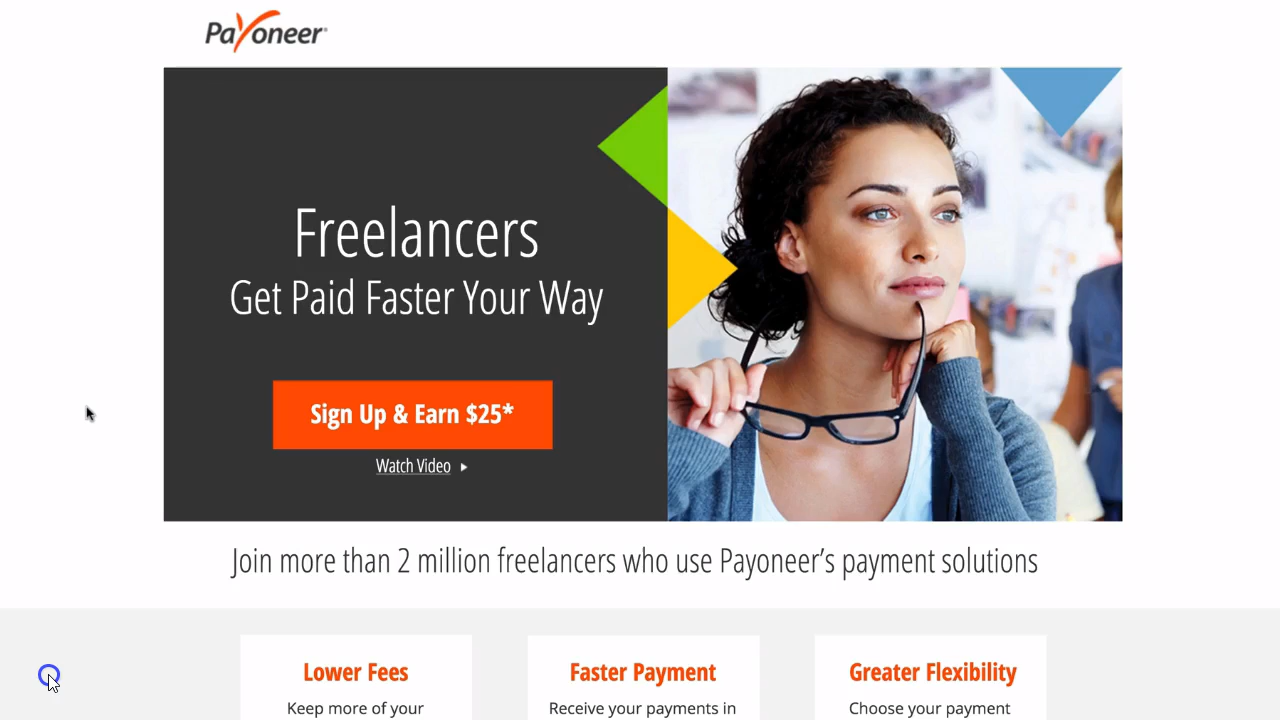 Payoneer®
Freelancers
Get Paid Faster Your Way
Sign Up & Earn $25*
Watch Video
Join more than 2 million freelancers who use Payoneer’s payment solutions
Lower Fees
Faster Payment
Greater Flexibility
Keep more of your
Receive your payments in
Choose your payment